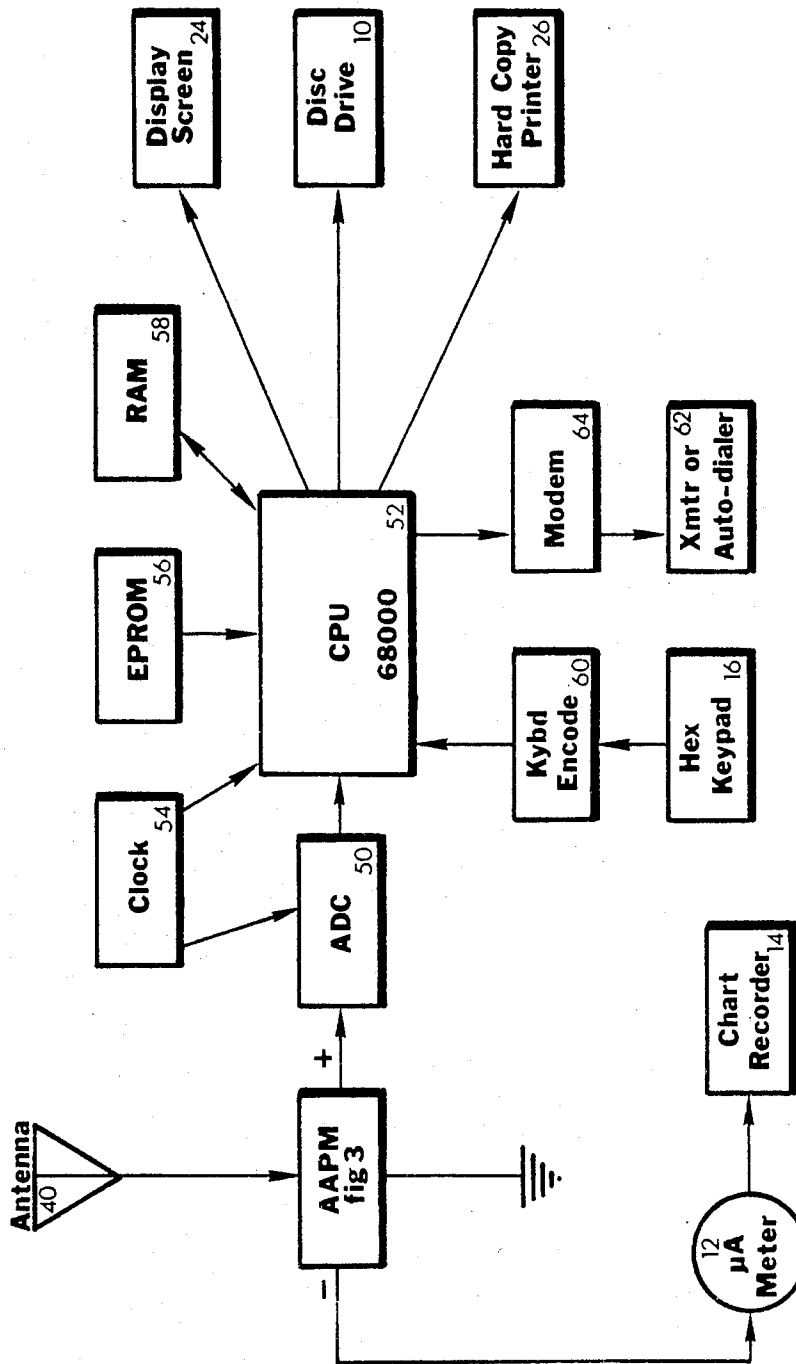 Antenna
40
AAPM
fig 3
+
−
ADC
50
Clock
54
EPROM
56
RAM
58
CPU
68000
52
Display
Screen
24
Disc
Drive
10
Hard Copy
Printer
26
Modem
64
Xmtr or
Auto-dialer
62
Kybd
Encode
60
Hex
Keypad
16
12
μA
Meter
Chart
Recorder
14